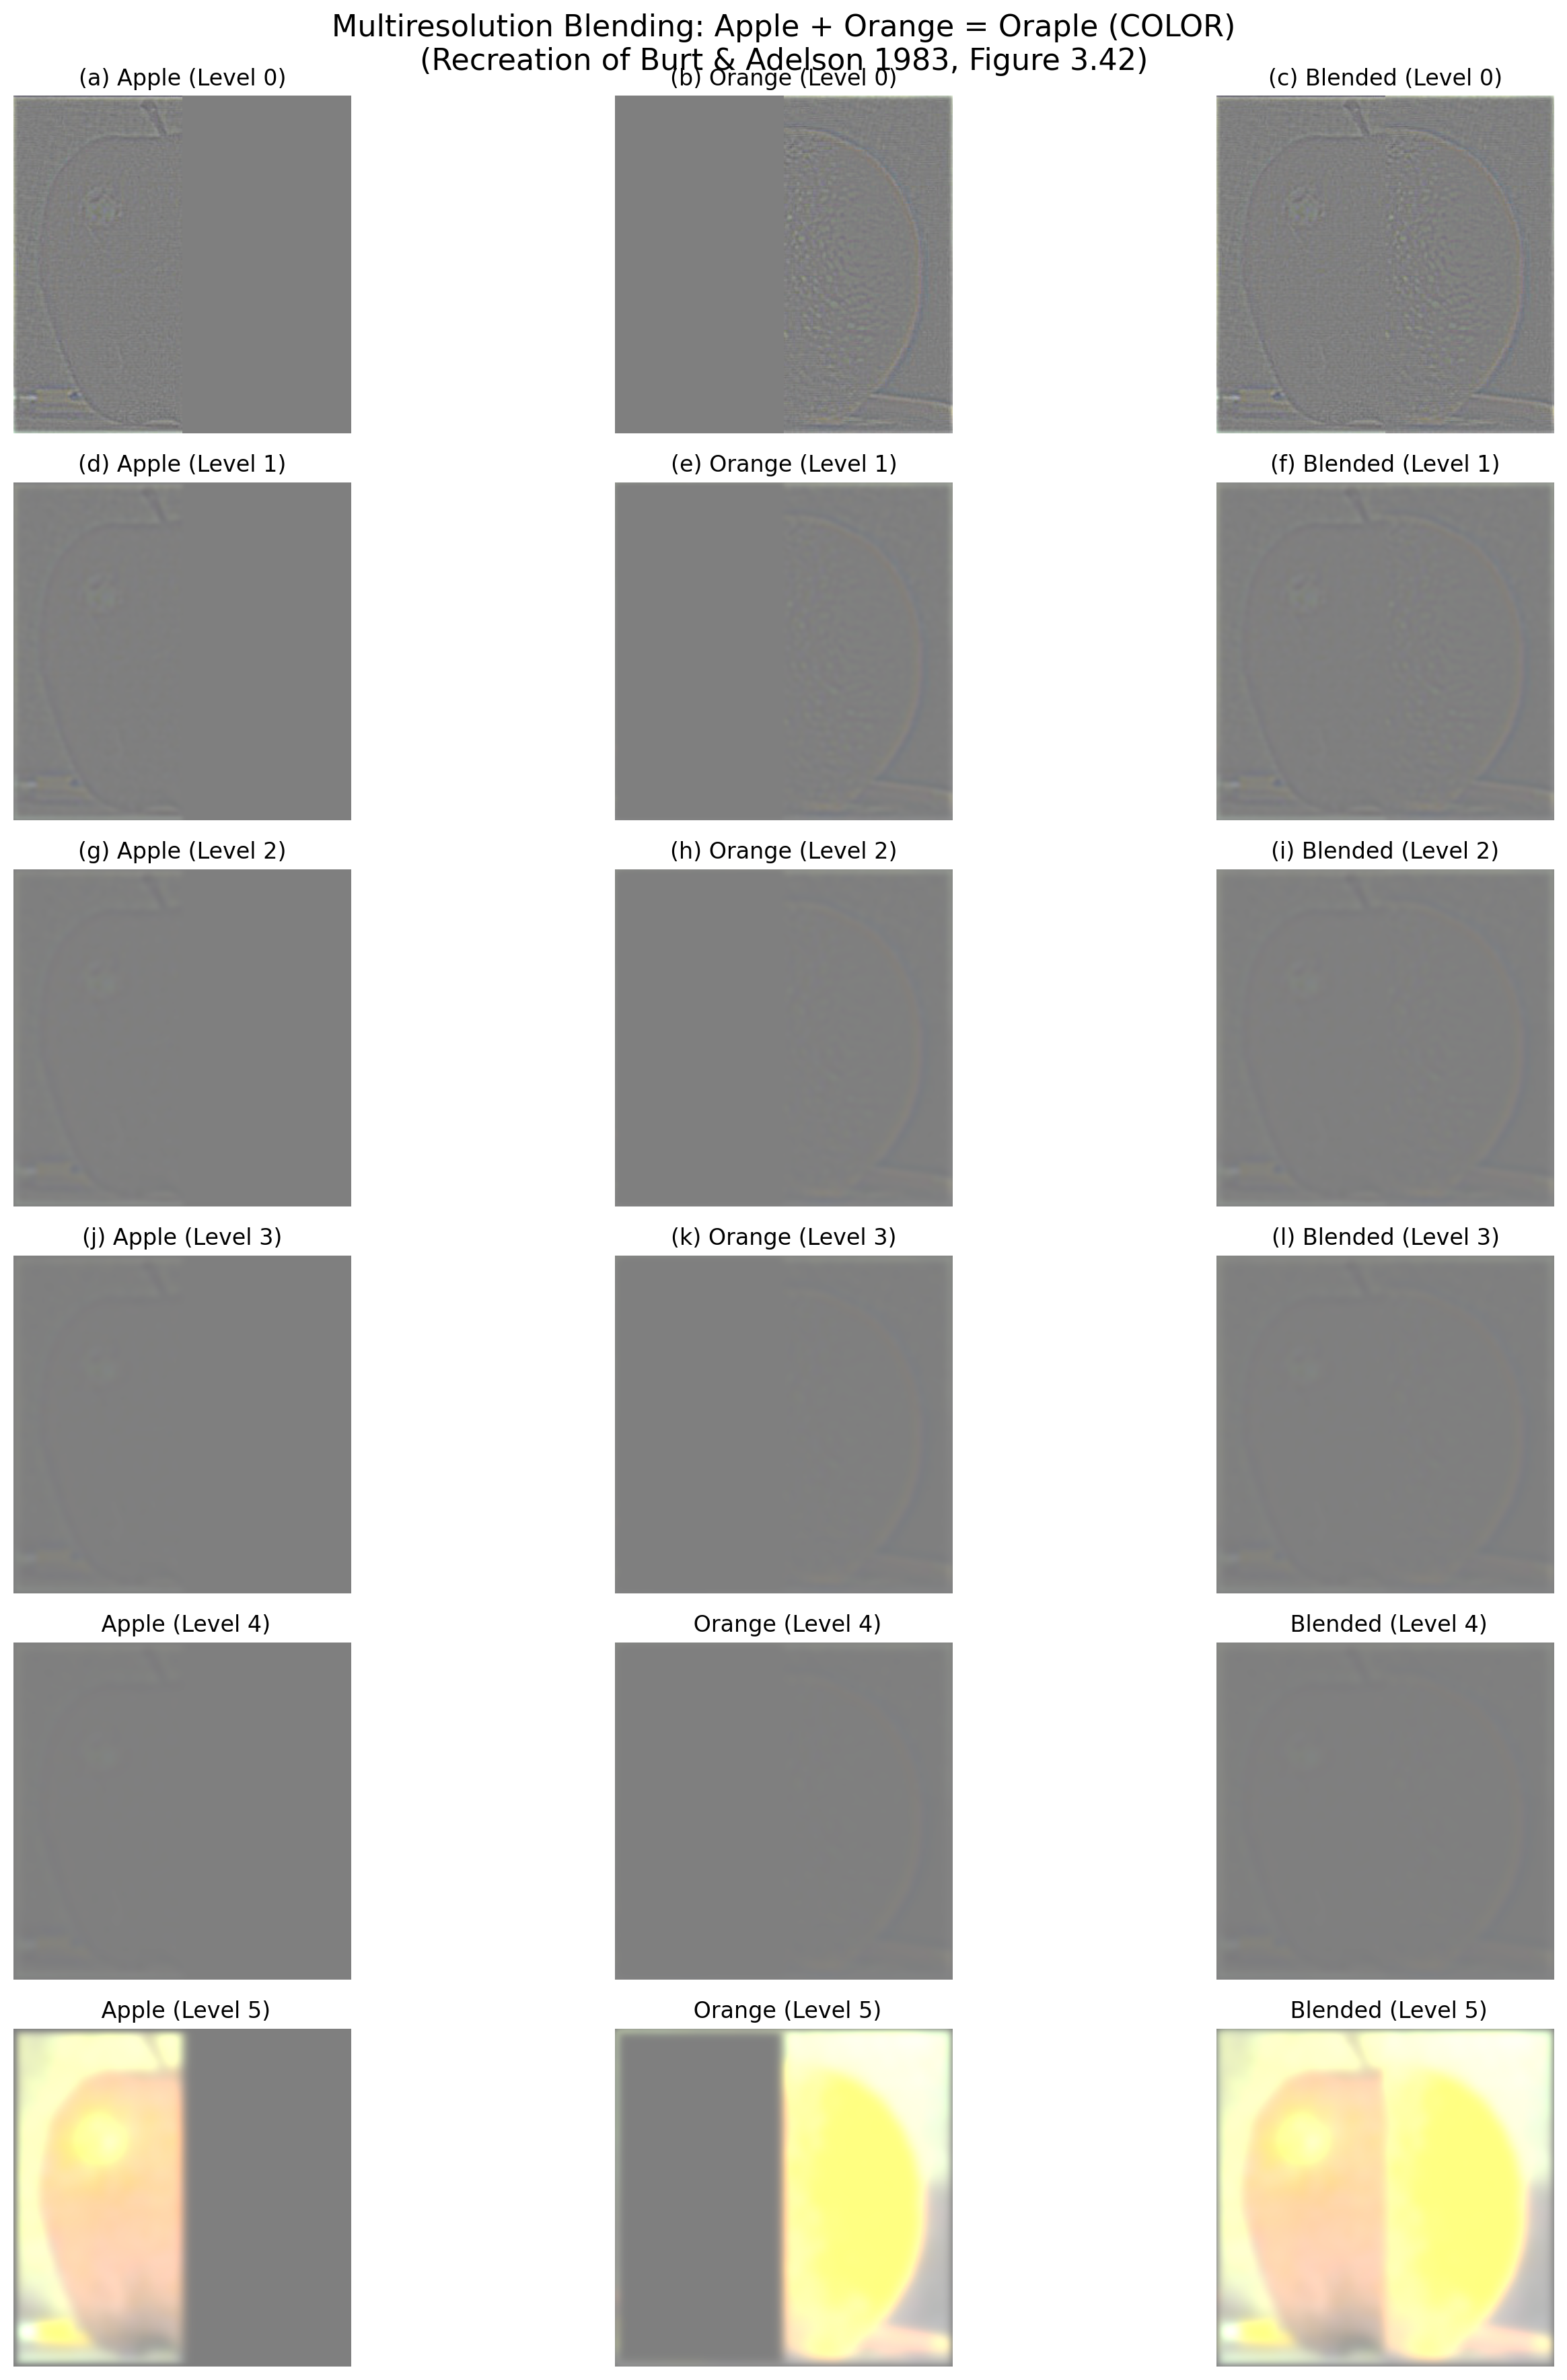 Multiresolution Blending: Apple + Orange = Oraple (COLOR)
(Recreation of Burt & Adelson 1983, Figure 3.42)
(a) Apple (Level 0)
(b) Orange (Level 0)
(c) Blended (Level 0)
(d) Apple (Level 1)
(e) Orange (Level 1)
(f) Blended (Level 1)
(g) Apple (Level 2)
(h) Orange (Level 2)
(i) Blended (Level 2)
(j) Apple (Level 3)
(k) Orange (Level 3)
(l) Blended (Level 3)
Apple (Level 4)
Orange (Level 4)
Blended (Level 4)
Apple (Level 5)
Orange (Level 5)
Blended (Level 5)